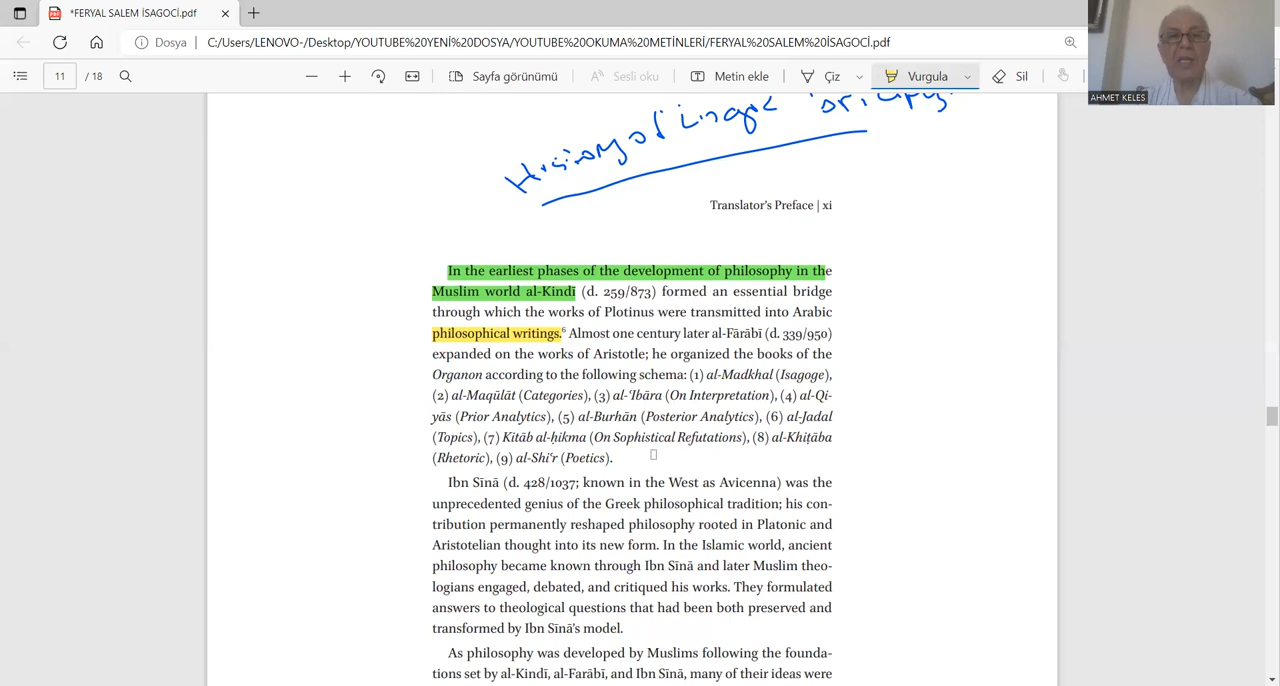 *FERYAL SALEM İSAGOCİ.pdf
Dosya
C:/Users/LENOVO-/Desktop/YOUTUBE%20YENİ%20DOSYA/YOUTUBE%20OKUMA%20METİNLERİ/FERYAL%20SALEM%20İSAGOCİ.pdf
11 / 18
Sayfa görünümü
Sesli oku
Metin ekle
Çiz
Vurgula
Sil
AHMET KELES
of
Translator's Preface | xi
In the earliest phases of the development of philosophy in the
Muslim world al-Kindī (d. 259/873) formed an essential bridge
through which the works of Plotinus were transmitted into Arabic
philosophical writings.⁶ Almost one century later al-Fārābī (d. 339/950)
expanded on the works of Aristotle; he organized the books of the
Organon according to the following schema: (1) al-Madkhal (Isagoge),
(2) al-Maqūlāt (Categories), (3) al-ʿIbāra (On Interpretation), (4) al-Qi-
yās (Prior Analytics), (5) al-Burhān (Posterior Analytics), (6) al-Jadal
(Topics), (7) Kitāb al-ḥikma (On Sophistical Refutations), (8) al-Khiṭāba
(Rhetoric), (9) al-Shiʿr (Poetics).
Ibn Sīnā (d. 428/1037; known in the West as Avicenna) was the
unprecedented genius of the Greek philosophical tradition; his con-
tribution permanently reshaped philosophy rooted in Platonic and
Aristotelian thought into its new form. In the Islamic world, ancient
philosophy became known through Ibn Sīnā and later Muslim theo-
logians engaged, debated, and critiqued his works. They formulated
answers to theological questions that had been both preserved and
transformed by Ibn Sīnā's model.
As philosophy was developed by Muslims following the founda-
tions set by al-Kindī, al-Farābī, and Ibn Sīnā, many of their ideas were